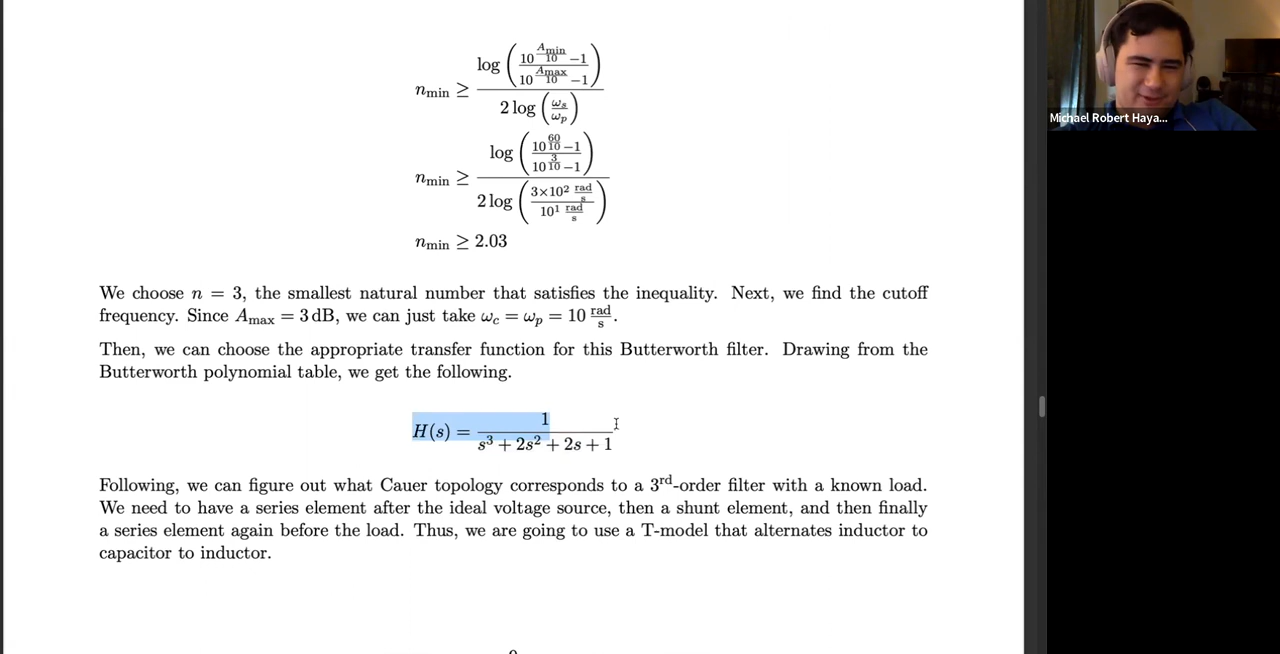 n_min ≥ log( (10^(A_min/10) −1) / (10^(A_max/10) −1) ) / 2 log( ω_s / ω_p )
n_min ≥ log( (10^(60/10) −1) / (10^(3/10) −1) ) / 2 log( (3×10² rad/s) / (10¹ rad/s) )
n_min ≥ 2.03
We choose n = 3, the smallest natural number that satisfies the inequality. Next, we find the cutoff
frequency. Since A_max = 3 dB, we can just take ω_c = ω_p = 10 rad/s.
Then, we can choose the appropriate transfer function for this Butterworth filter. Drawing from the
Butterworth polynomial table, we get the following.
H(s) = 1 / (s³ + 2s² + 2s + 1)
Following, we can figure out what Cauer topology corresponds to a 3rd-order filter with a known load.
We need to have a series element after the ideal voltage source, then a shunt element, and then finally
a series element again before the load. Thus, we are going to use a T-model that alternates inductor to
capacitor to inductor.
Michael Robert Haya...